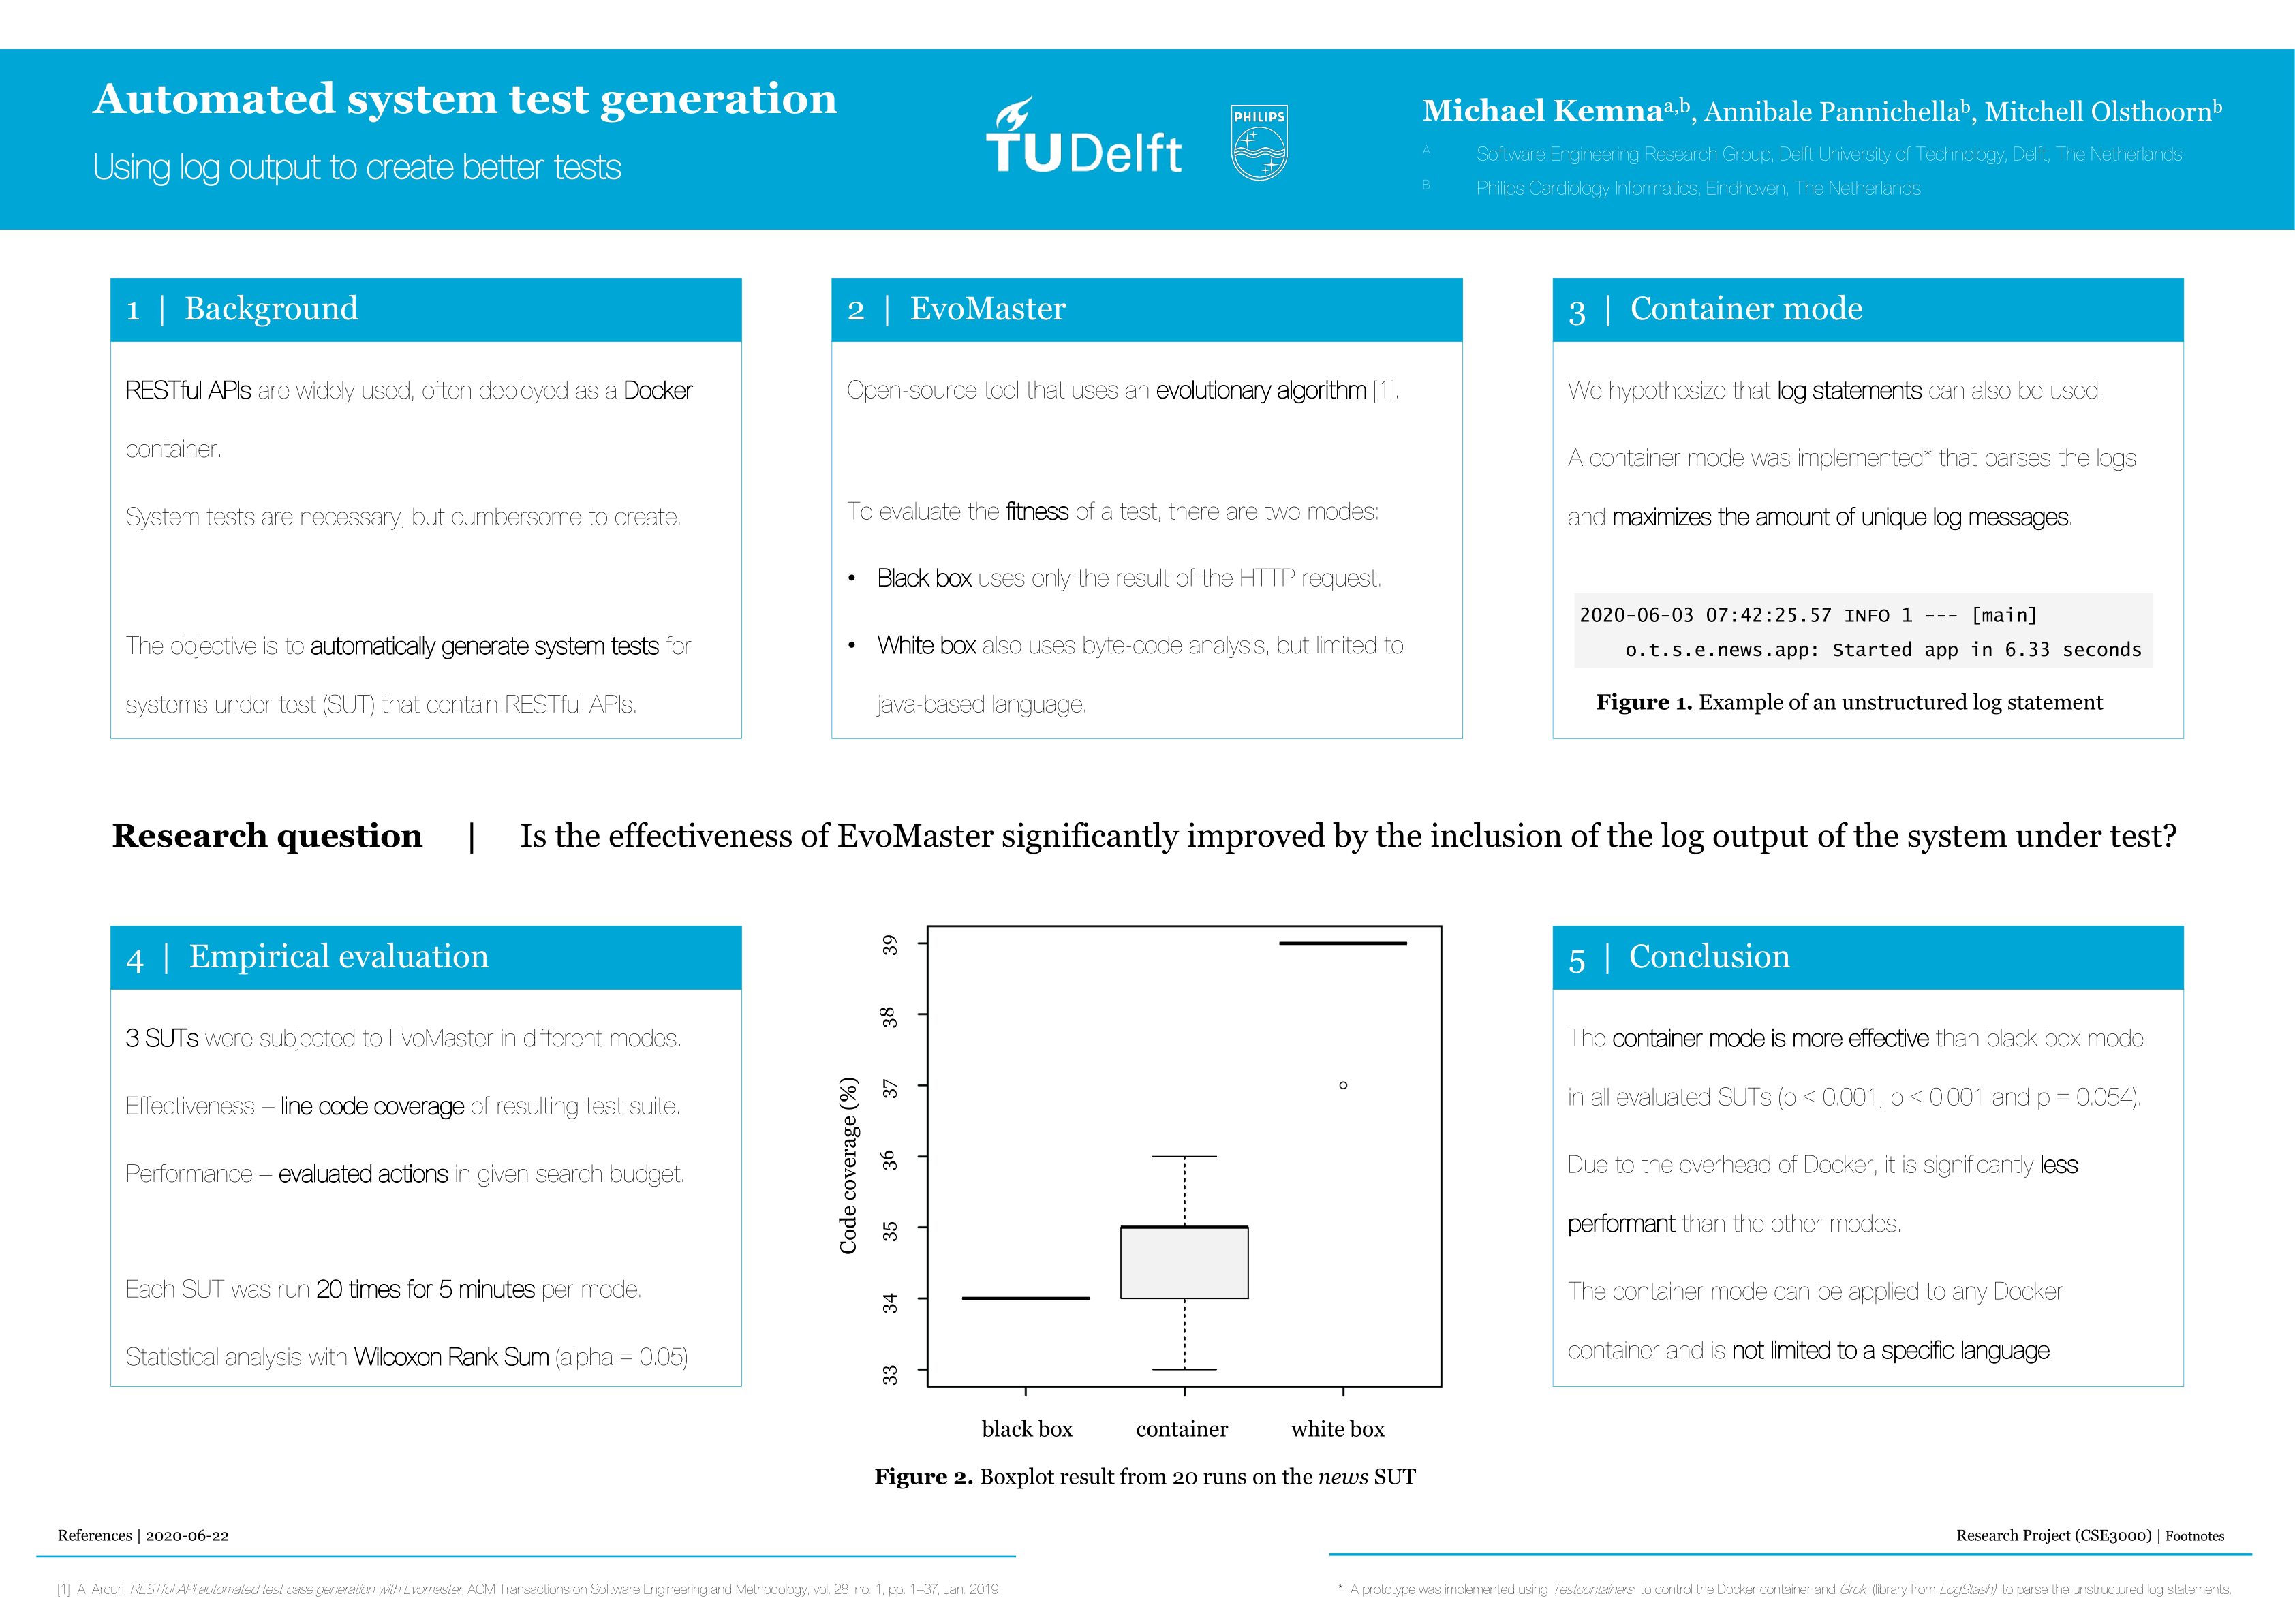 Automated system test generation
Using log output to create better tests
TUDelft
PHILIPS
Michael Kemnaa,b, Annibale Pannichellab, Mitchell Olsthoornb
A Software Engineering Research Group, Delft University of Technology, Delft, The Netherlands
B Philips Cardiology Informatics, Eindhoven, The Netherlands
1 | Background
RESTful APIs are widely used, often deployed as a Docker
container.
System tests are necessary, but cumbersome to create.
The objective is to automatically generate system tests for
systems under test (SUT) that contain RESTful APIs.
2 | EvoMaster
Open-source tool that uses an evolutionary algorithm [1].
To evaluate the fitness of a test, there are two modes:
• Black box uses only the result of the HTTP request.
• White box also uses byte-code analysis, but limited to
java-based language.
3 | Container mode
We hypothesize that log statements can also be used.
A container mode was implemented* that parses the logs
and maximizes the amount of unique log messages.
2020-06-03 07:42:25.57 INFO 1 --- [main]
o.t.s.e.news.app: Started app in 6.33 seconds
Figure 1. Example of an unstructured log statement
Research question | Is the effectiveness of EvoMaster significantly improved by the inclusion of the log output of the system under test?
4 | Empirical evaluation
3 SUTs were subjected to EvoMaster in different modes.
Effectiveness – line code coverage of resulting test suite.
Performance – evaluated actions in given search budget.
Each SUT was run 20 times for 5 minutes per mode.
Statistical analysis with Wilcoxon Rank Sum (alpha = 0.05)
Code coverage (%)
39
38
37
36
35
34
33
black box container white box
Figure 2. Boxplot result from 20 runs on the news SUT
5 | Conclusion
The container mode is more effective than black box mode
in all evaluated SUTs (p < 0.001, p < 0.001 and p = 0.054).
Due to the overhead of Docker, it is significantly less
performant than the other modes.
The container mode can be applied to any Docker
container and is not limited to a specific language.
References | 2020-06-22
[1] A. Arcuri, RESTful API automated test case generation with Evomaster, ACM Transactions on Software Engineering and Methodology, vol. 28, no. 1, pp. 1–37, Jan. 2019
Research Project (CSE3000) | Footnotes
* A prototype was implemented using Testcontainers to control the Docker container and Grok (library from LogStash) to parse the unstructured log statements.